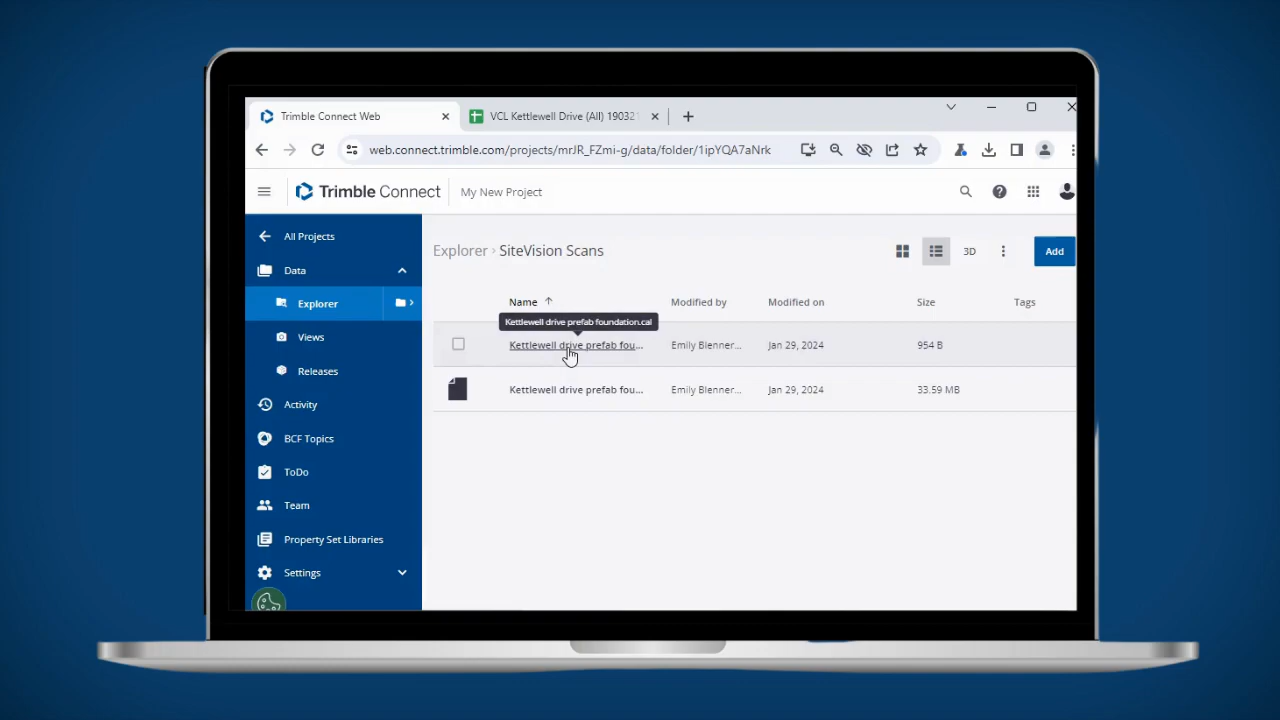 Trimble Connect Web
VCL Kettlewell Drive (All) 190321
web.connect.trimble.com/projects/mrJR_FZmi-g/data/folder/1ipYQA7aNrk
Trimble Connect
My New Project
All Projects
Data
Explorer
Views
Releases
Activity
BCF Topics
ToDo
Team
Property Set Libraries
Settings
Explorer › SiteVision Scans
3D
Add
Name ↑ Modified by Modified on Size Tags
Kettlewell drive prefab foundation.cal
Kettlewell drive prefab fou... Emily Blenner... Jan 29, 2024 954 B
Kettlewell drive prefab fou... Emily Blenner... Jan 29, 2024 33.59 MB